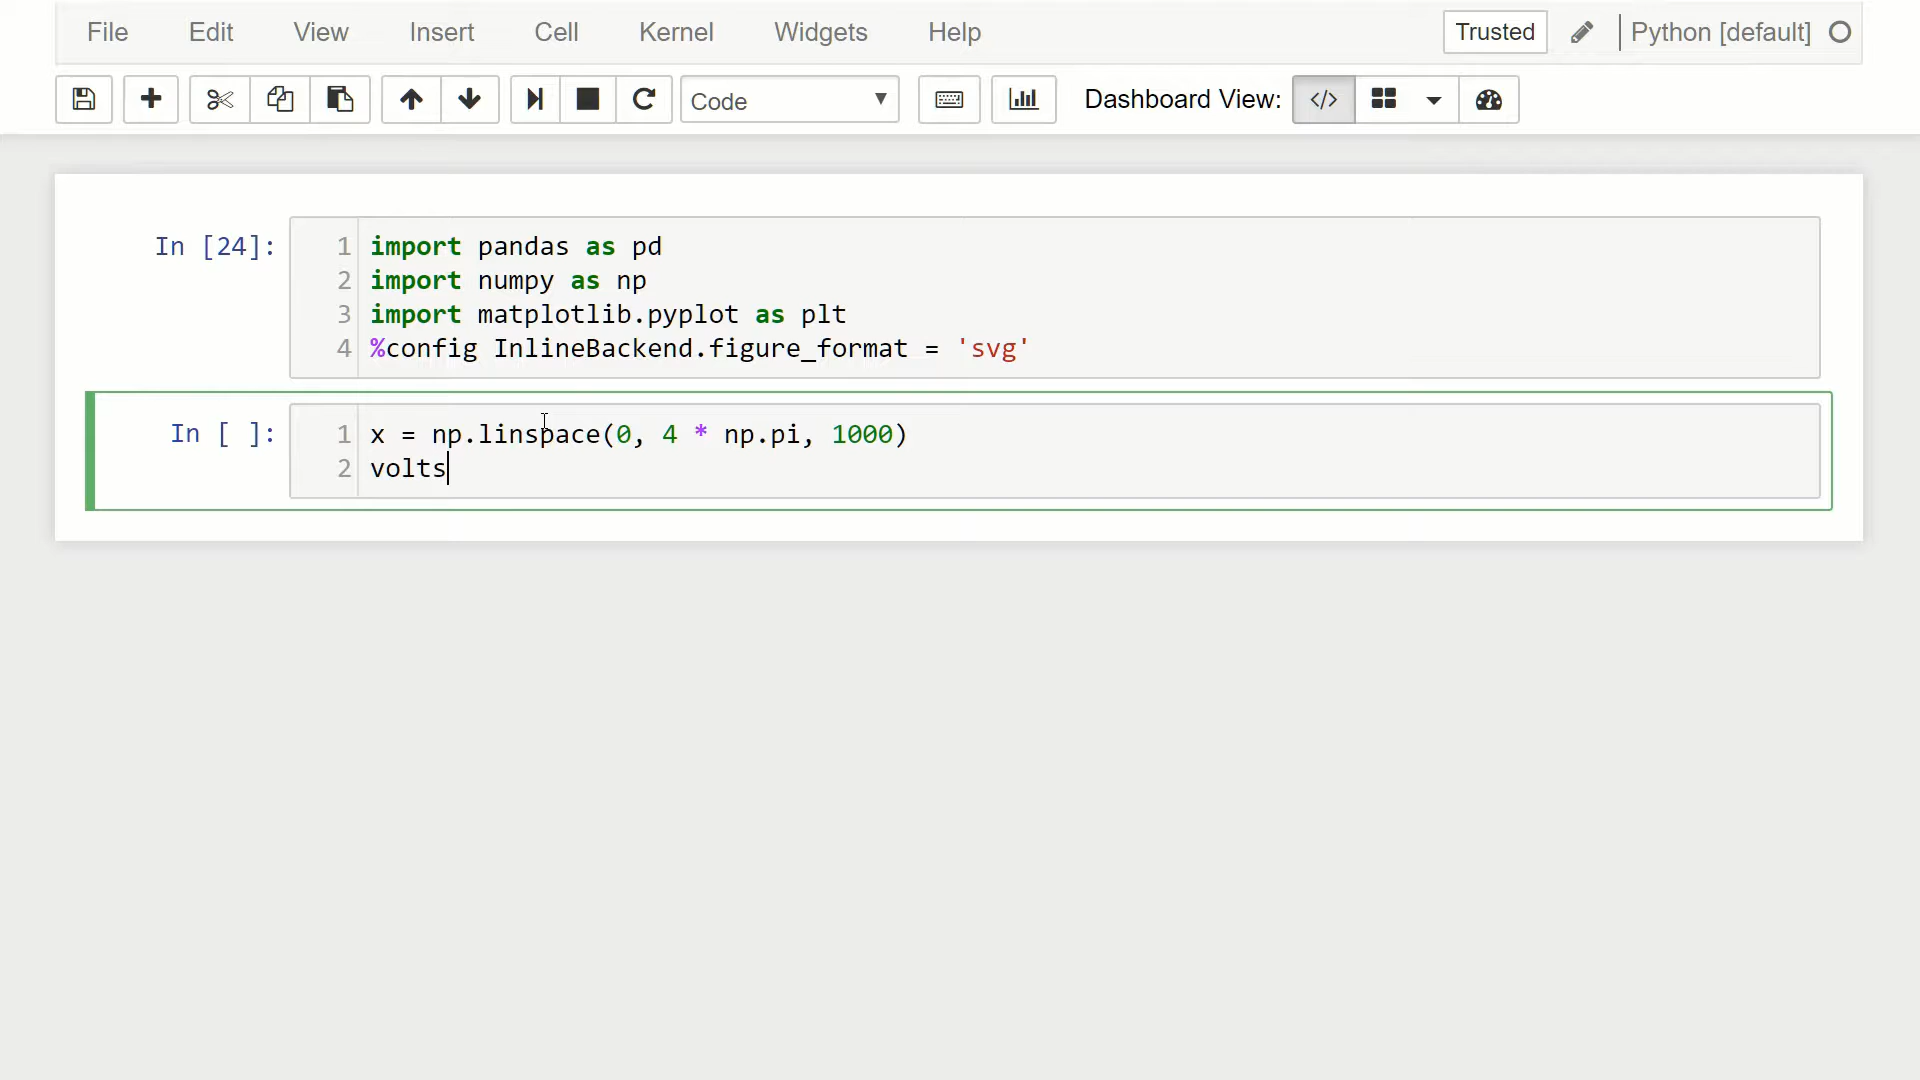 File Edit View Insert Cell Kernel Widgets Help Trusted Python [default]
Code Dashboard View: </>
In [24]:
1 import pandas as pd
2 import numpy as np
3 import matplotlib.pyplot as plt
4 %config InlineBackend.figure_format = 'svg'
In [ ]:
1 x = np.linspace(0, 4 * np.pi, 1000)
2 volts